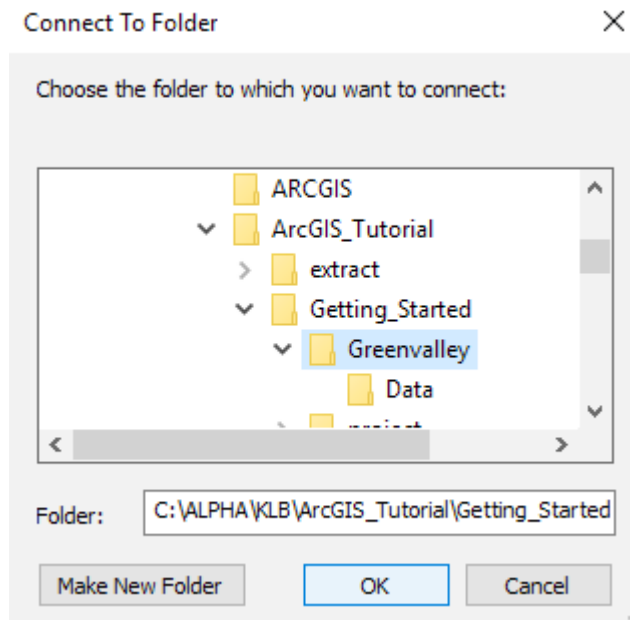 Connect To Folder
Choose the folder to which you want to connect:
ARCGIS
ArcGIS_Tutorial
extract
Getting_Started
Greenvalley
Data
Folder: C:\ALPHA\KLB\ArcGIS_Tutorial\Getting_Started
Make New Folder OK Cancel